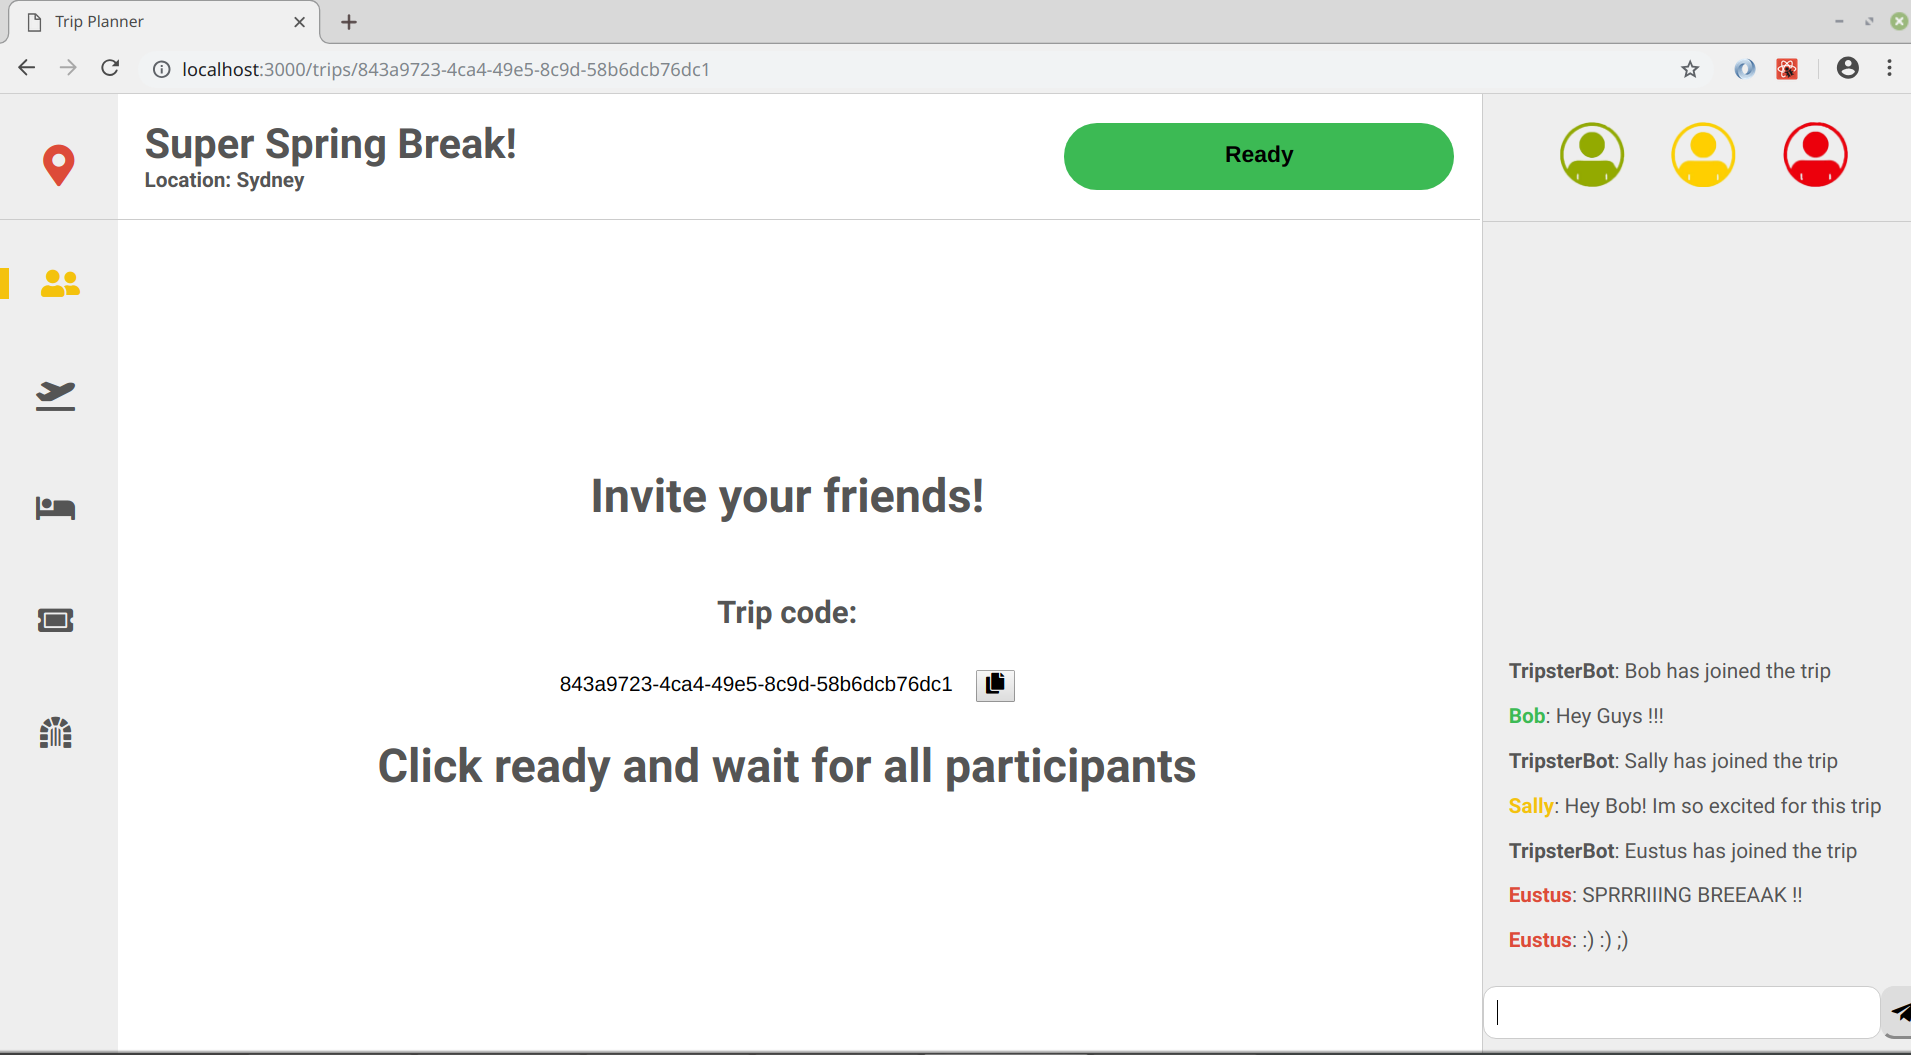 Trip Planner
localhost:3000/trips/843a9723-4ca4-49e5-8c9d-58b6dcb76dc1
Super Spring Break!
Location: Sydney
Ready
Invite your friends!
Trip code:
843a9723-4ca4-49e5-8c9d-58b6dcb76dc1
Click ready and wait for all participants
TripsterBot: Bob has joined the trip
Bob: Hey Guys !!!
TripsterBot: Sally has joined the trip
Sally: Hey Bob! Im so excited for this trip
TripsterBot: Eustus has joined the trip
Eustus: SPRRRIIING BREEAAK !!
Eustus: :) :) ;)